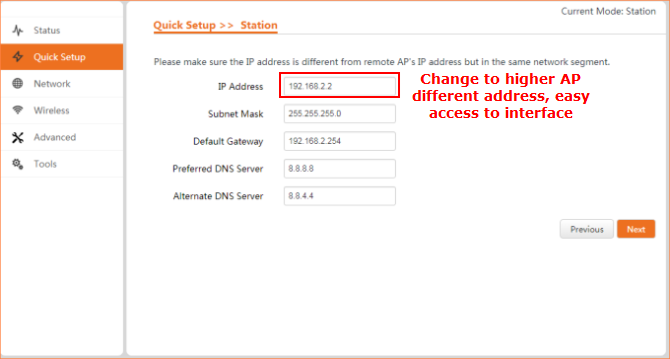 Current Mode: Station
Status
Quick Setup
Network
Wireless
Advanced
Tools
Quick Setup >> Station
Please make sure the IP address is different from remote AP's IP address but in the same network segment.
IP Address 192.168.2.2
Subnet Mask 255.255.255.0
Default Gateway 192.168.2.254
Preferred DNS Server 8.8.8.8
Alternate DNS Server 8.8.4.4
Change to higher AP
different address, easy
access to interface
Previous Next